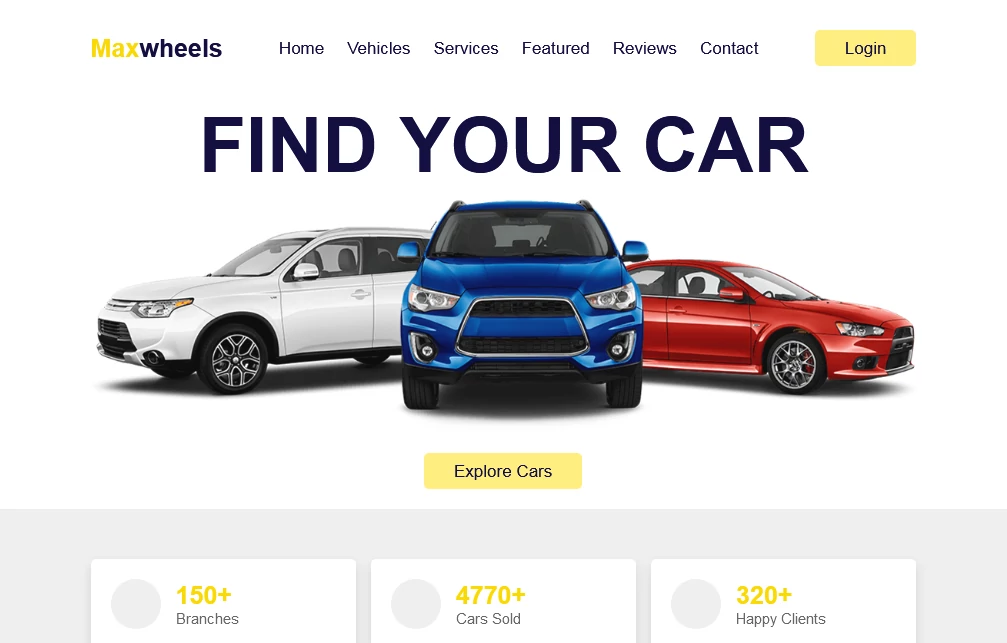 Maxwheels Home Vehicles Services Featured Reviews Contact Login
FIND YOUR CAR
Explore Cars
150+
Branches
4770+
Cars Sold
320+
Happy Clients